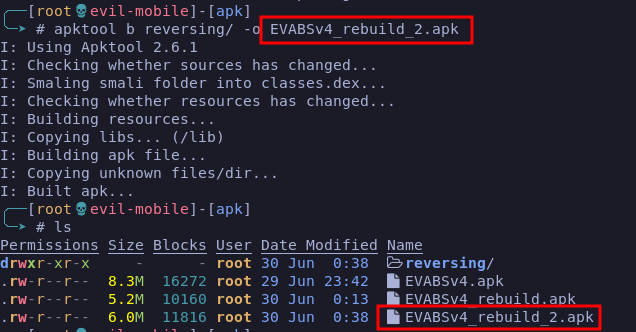 [root💀evil-mobile]-[apk]
# apktool b reversing/ -o EVABSv4_rebuild_2.apk
I: Using Apktool 2.6.1
I: Checking whether sources has changed...
I: Smaling smali folder into classes.dex...
I: Checking whether resources has changed...
I: Building resources...
I: Copying libs... (/lib)
I: Building apk file...
I: Copying unknown files/dir...
I: Built apk...
[root💀evil-mobile]-[apk]
# ls
Permissions Size Blocks User Date Modified Name
drwxr-xr-x - - root 30 Jun 0:38 reversing/
.rw-r--r-- 8.3M 16272 root 29 Jun 23:42 EVABSv4.apk
.rw-r--r-- 5.2M 10160 root 30 Jun 0:13 EVABSv4_rebuild.apk
.rw-r--r-- 6.0M 11816 root 30 Jun 0:38 EVABSv4_rebuild_2.apk